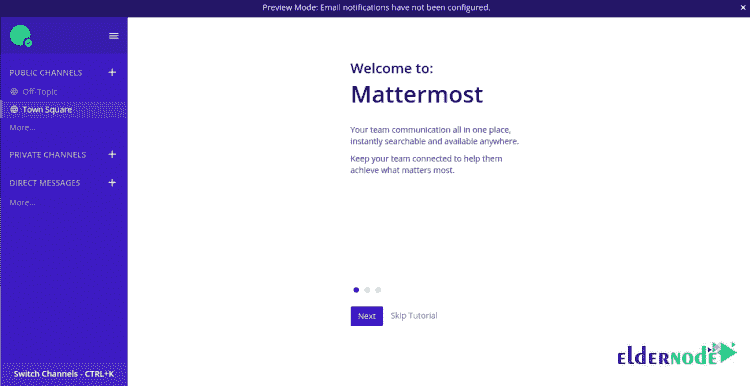 Preview Mode: Email notifications have not been configured.
PUBLIC CHANNELS
Off-Topic
Town Square
More...
PRIVATE CHANNELS
DIRECT MESSAGES
More...
Switch Channels - CTRL+K
Welcome to:
Mattermost
Your team communication all in one place,
instantly searchable and available anywhere.
Keep your team connected to help them
achieve what matters most.
Next Skip Tutorial
eldernode